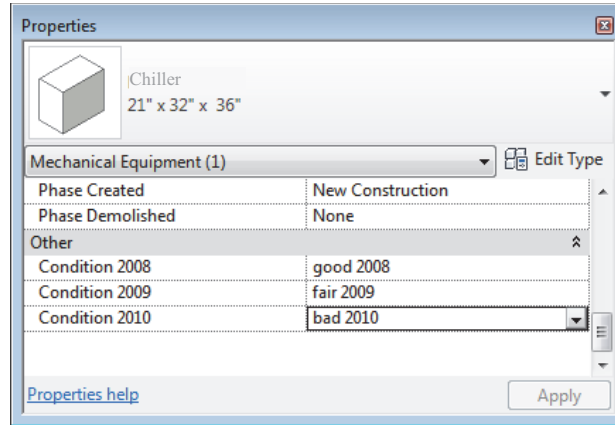 Properties
Chiller
21" x 32" x 36"
Mechanical Equipment (1)
Edit Type
Phase Created New Construction
Phase Demolished None
Other
Condition 2008 good 2008
Condition 2009 fair 2009
Condition 2010 bad 2010
Properties help
Apply